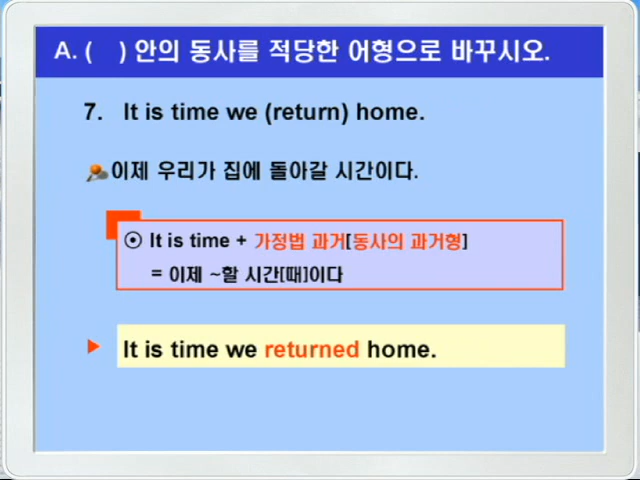 A. (    ) 안의 동사를 적당한 어형으로 바꾸시오.
7. It is time we (return) home.
이제 우리가 집에 돌아갈 시간이다.
⊙ It is time + 가정법 과거[동사의 과거형]
= 이제 ~할 시간[때]이다
▶ It is time we returned home.